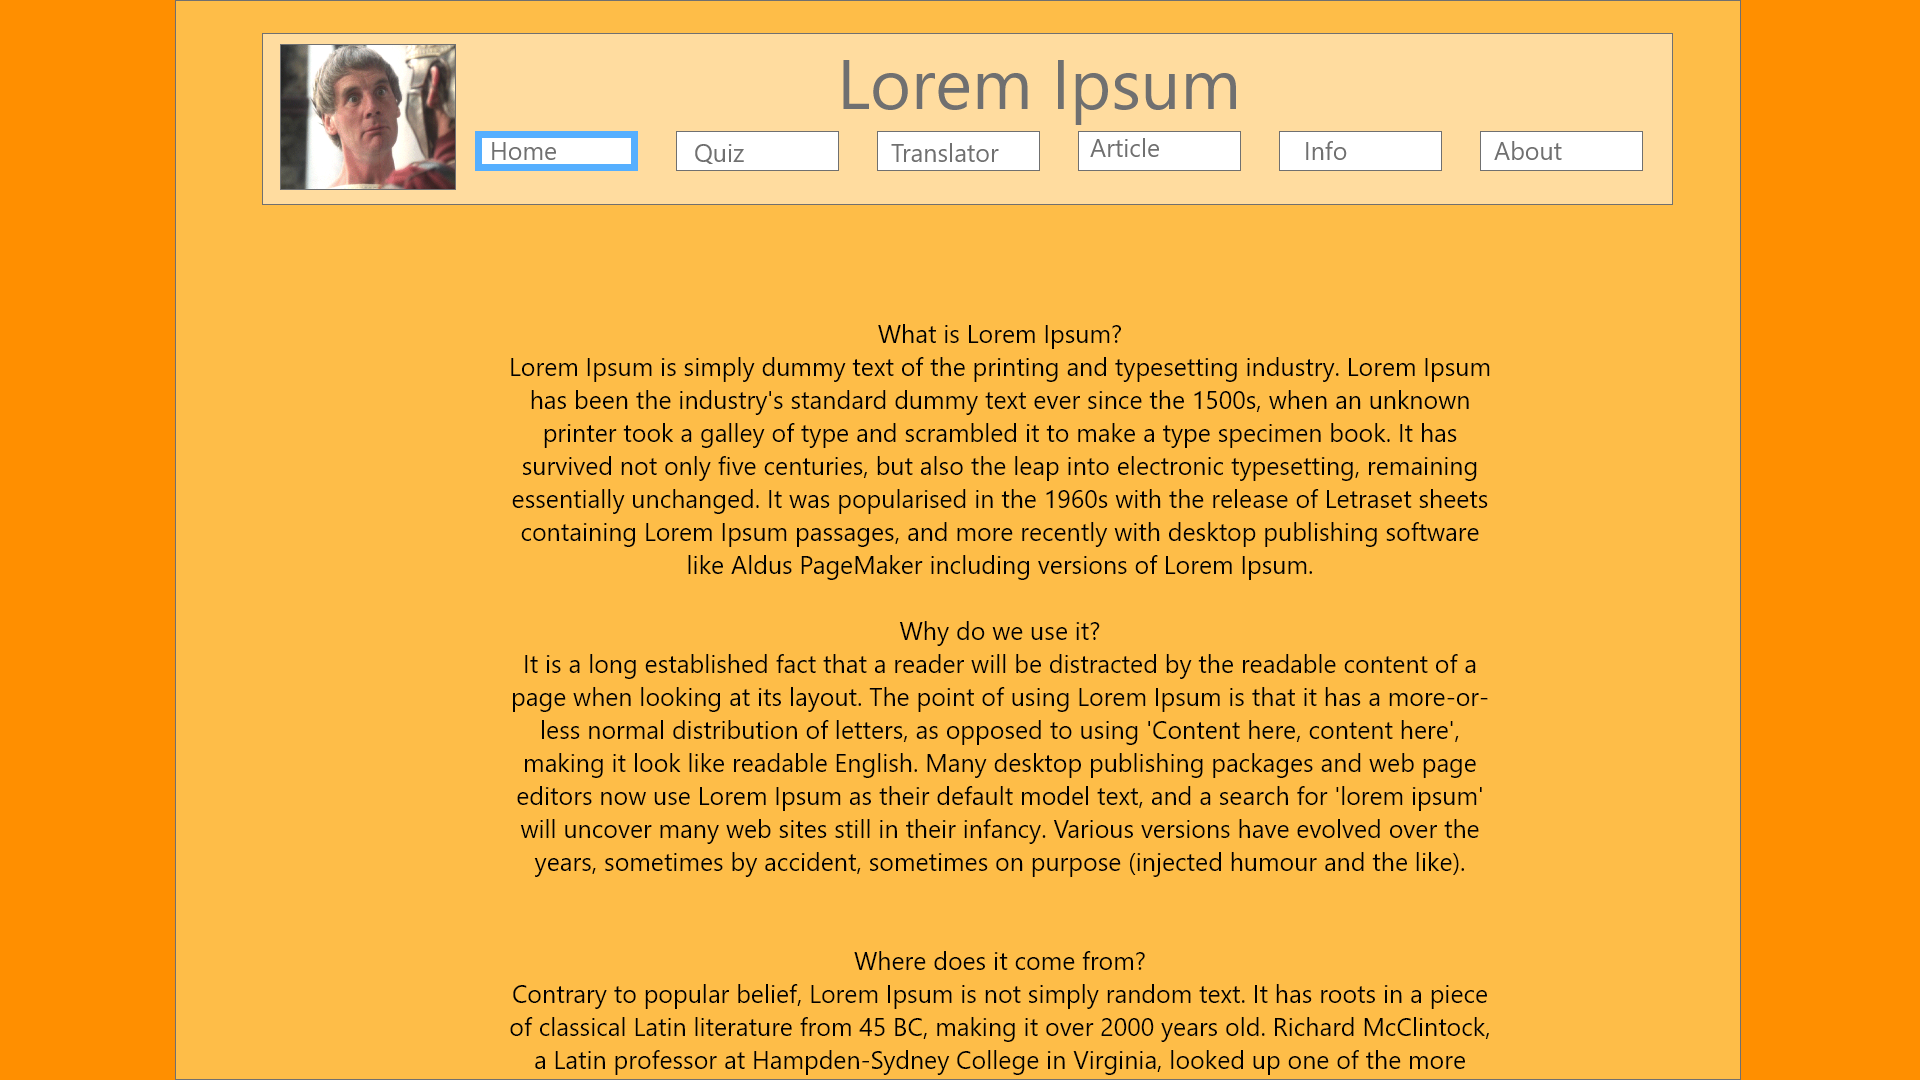 Lorem Ipsum
Home
Quiz
Translator
Article
Info
About
What is Lorem Ipsum?
Lorem Ipsum is simply dummy text of the printing and typesetting industry. Lorem Ipsum
has been the industry's standard dummy text ever since the 1500s, when an unknown
printer took a galley of type and scrambled it to make a type specimen book. It has
survived not only five centuries, but also the leap into electronic typesetting, remaining
essentially unchanged. It was popularised in the 1960s with the release of Letraset sheets
containing Lorem Ipsum passages, and more recently with desktop publishing software
like Aldus PageMaker including versions of Lorem Ipsum.
Why do we use it?
It is a long established fact that a reader will be distracted by the readable content of a
page when looking at its layout. The point of using Lorem Ipsum is that it has a more-or-
less normal distribution of letters, as opposed to using 'Content here, content here',
making it look like readable English. Many desktop publishing packages and web page
editors now use Lorem Ipsum as their default model text, and a search for 'lorem ipsum'
will uncover many web sites still in their infancy. Various versions have evolved over the
years, sometimes by accident, sometimes on purpose (injected humour and the like).
Where does it come from?
Contrary to popular belief, Lorem Ipsum is not simply random text. It has roots in a piece
of classical Latin literature from 45 BC, making it over 2000 years old. Richard McClintock,
a Latin professor at Hampden-Sydney College in Virginia, looked up one of the more